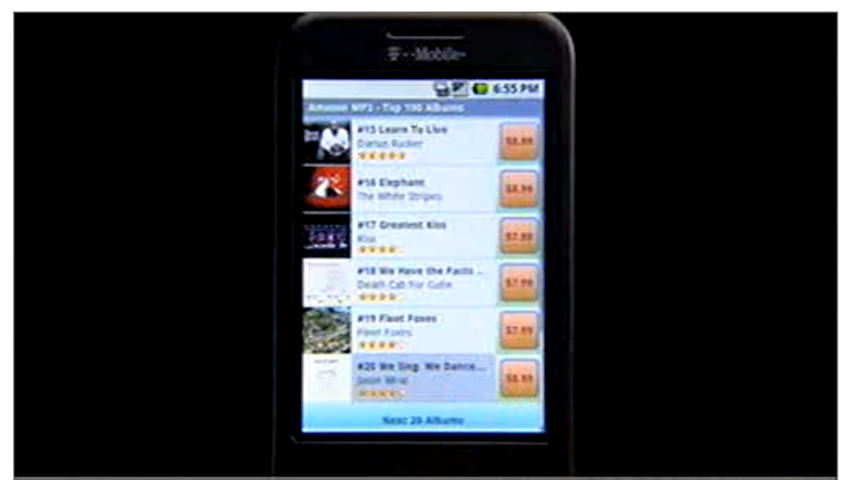 T-Mobile
6:55 PM
Amazon MP3 - Top 100 Albums
#15 Learn To Live
Darius Rucker
$8.99
#16 Elephant
The White Stripes
$8.99
#17 Greatest Kiss
Kiss
$7.99
#18 We Have the Facts ...
Death Cab For Cutie
$7.99
#19 Fleet Foxes
Fleet Foxes
$7.99
#20 We Sing. We Dance...
Jason Mraz
$8.99
Next 20 Albums